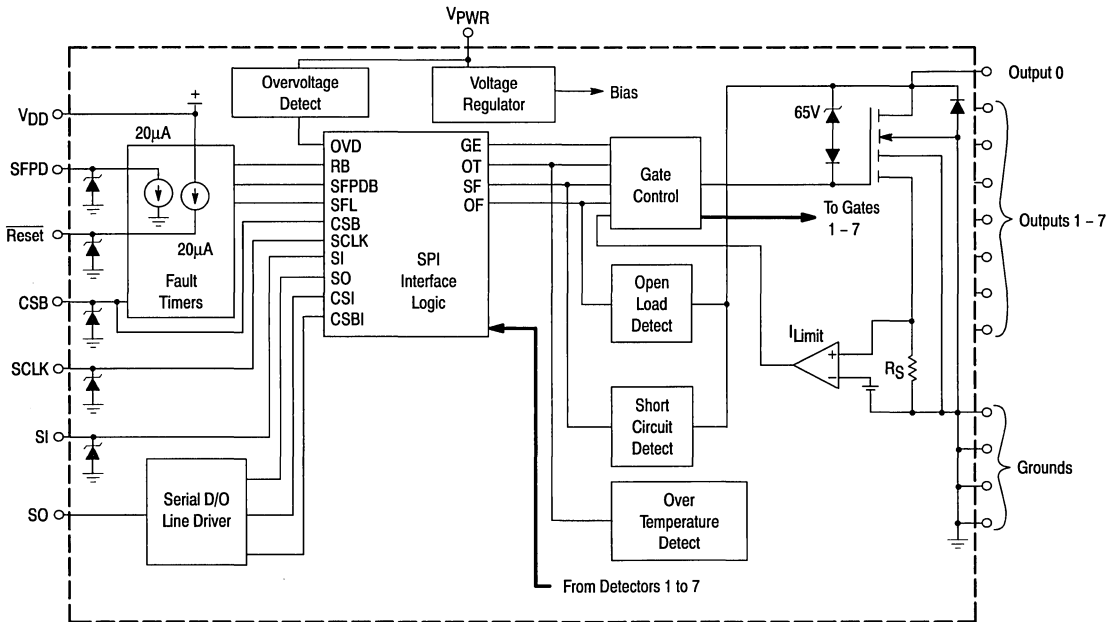 VPWR
Overvoltage
Detect
Voltage
Regulator
Bias
Output 0
+
VDD
20µA
65V
SFPD
OVD
RB
SFPDB
SFL
CSB
SCLK
SI
SO
CSI
CSBI
GE
OT
SF
OF
SPI
Interface
Logic
Gate
Control
To Gates
1 – 7
Outputs 1 – 7
Reset
20µA
Fault
Timers
CSB
Open
Load
Detect
ILimit
+
–
RS
SCLK
Short
Circuit
Detect
SI
Grounds
Serial D/O
Line Driver
SO
Over
Temperature
Detect
From Detectors 1 to 7